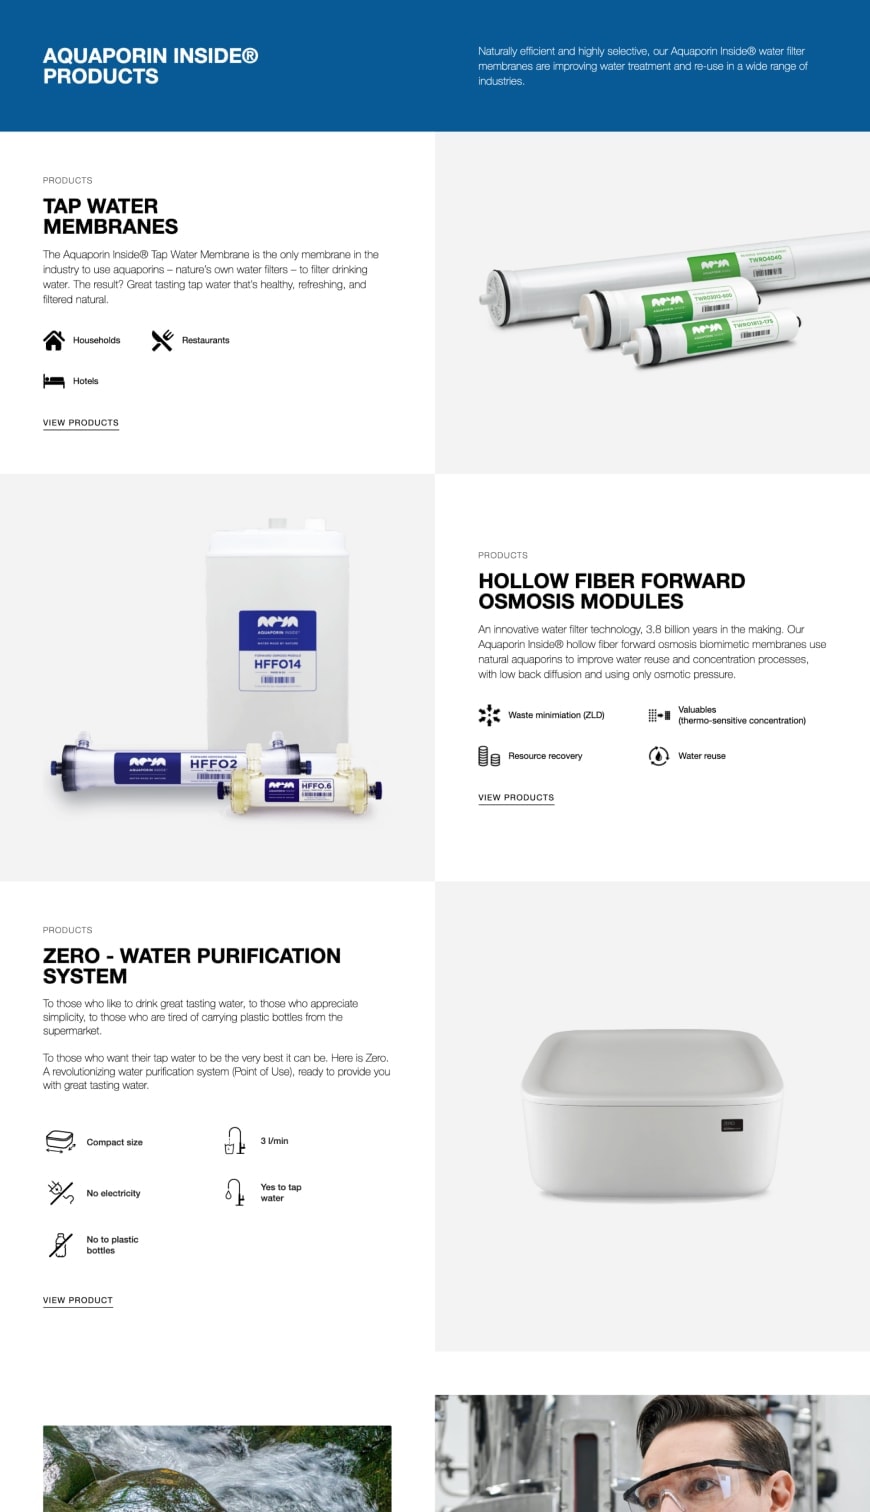 AQUAPORIN INSIDE®
PRODUCTS
Naturally efficient and highly selective, our Aquaporin Inside® water filter
membranes are improving water treatment and re-use in a wide range of
industries.
PRODUCTS
TAP WATER
MEMBRANES
The Aquaporin Inside® Tap Water Membrane is the only membrane in the
industry to use aquaporins – nature's own water filters – to filter drinking
water. The result? Great tasting tap water that's healthy, refreshing, and
filtered natural.
Households
Restaurants
Hotels
VIEW PRODUCTS
TWRO4040
TWRO3012-600
TWRO1812-175
AQUAPORIN INSIDE
WATER MADE BY NATURE
FORWARD OSMOSIS MODULE
HFFO14
HFFO2
HFFO.6
PRODUCTS
HOLLOW FIBER FORWARD
OSMOSIS MODULES
An innovative water filter technology, 3.8 billion years in the making. Our
Aquaporin Inside® hollow fiber forward osmosis biomimetic membranes use
natural aquaporins to improve water reuse and concentration processes,
with low back diffusion and using only osmotic pressure.
Waste minimiation (ZLD)
Valuables
(thermo-sensitive concentration)
Resource recovery
Water reuse
VIEW PRODUCTS
PRODUCTS
ZERO - WATER PURIFICATION
SYSTEM
To those who like to drink great tasting water, to those who appreciate
simplicity, to those who are tired of carrying plastic bottles from the
supermarket.
To those who want their tap water to be the very best it can be. Here is Zero.
A revolutionizing water purification system (Point of Use), ready to provide you
with great tasting water.
Compact size
3 l/min
No electricity
Yes to tap
water
No to plastic
bottles
VIEW PRODUCT